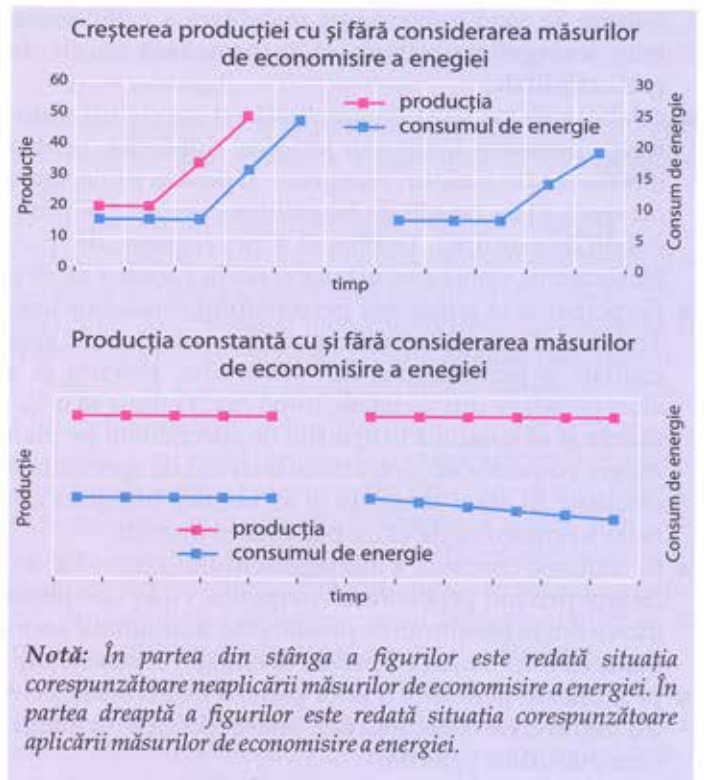 Creșterea producției cu și fără considerarea măsurilor
de economisire a enegiei
60
50
40
30
20
10
0
Producție
producția
consumul de energie
30
25
20
15
10
5
0
Consum de energie
timp
Producția constantă cu și fără considerarea măsurilor
de economisire a enegiei
Producție
producția
consumul de energie
Consum de energie
timp
Notă: În partea din stânga a figurilor este redată situația
corespunzătoare neaplicării măsurilor de economisire a energiei. În
partea dreaptă a figurilor este redată situația corespunzătoare
aplicării măsurilor de economisire a energiei.